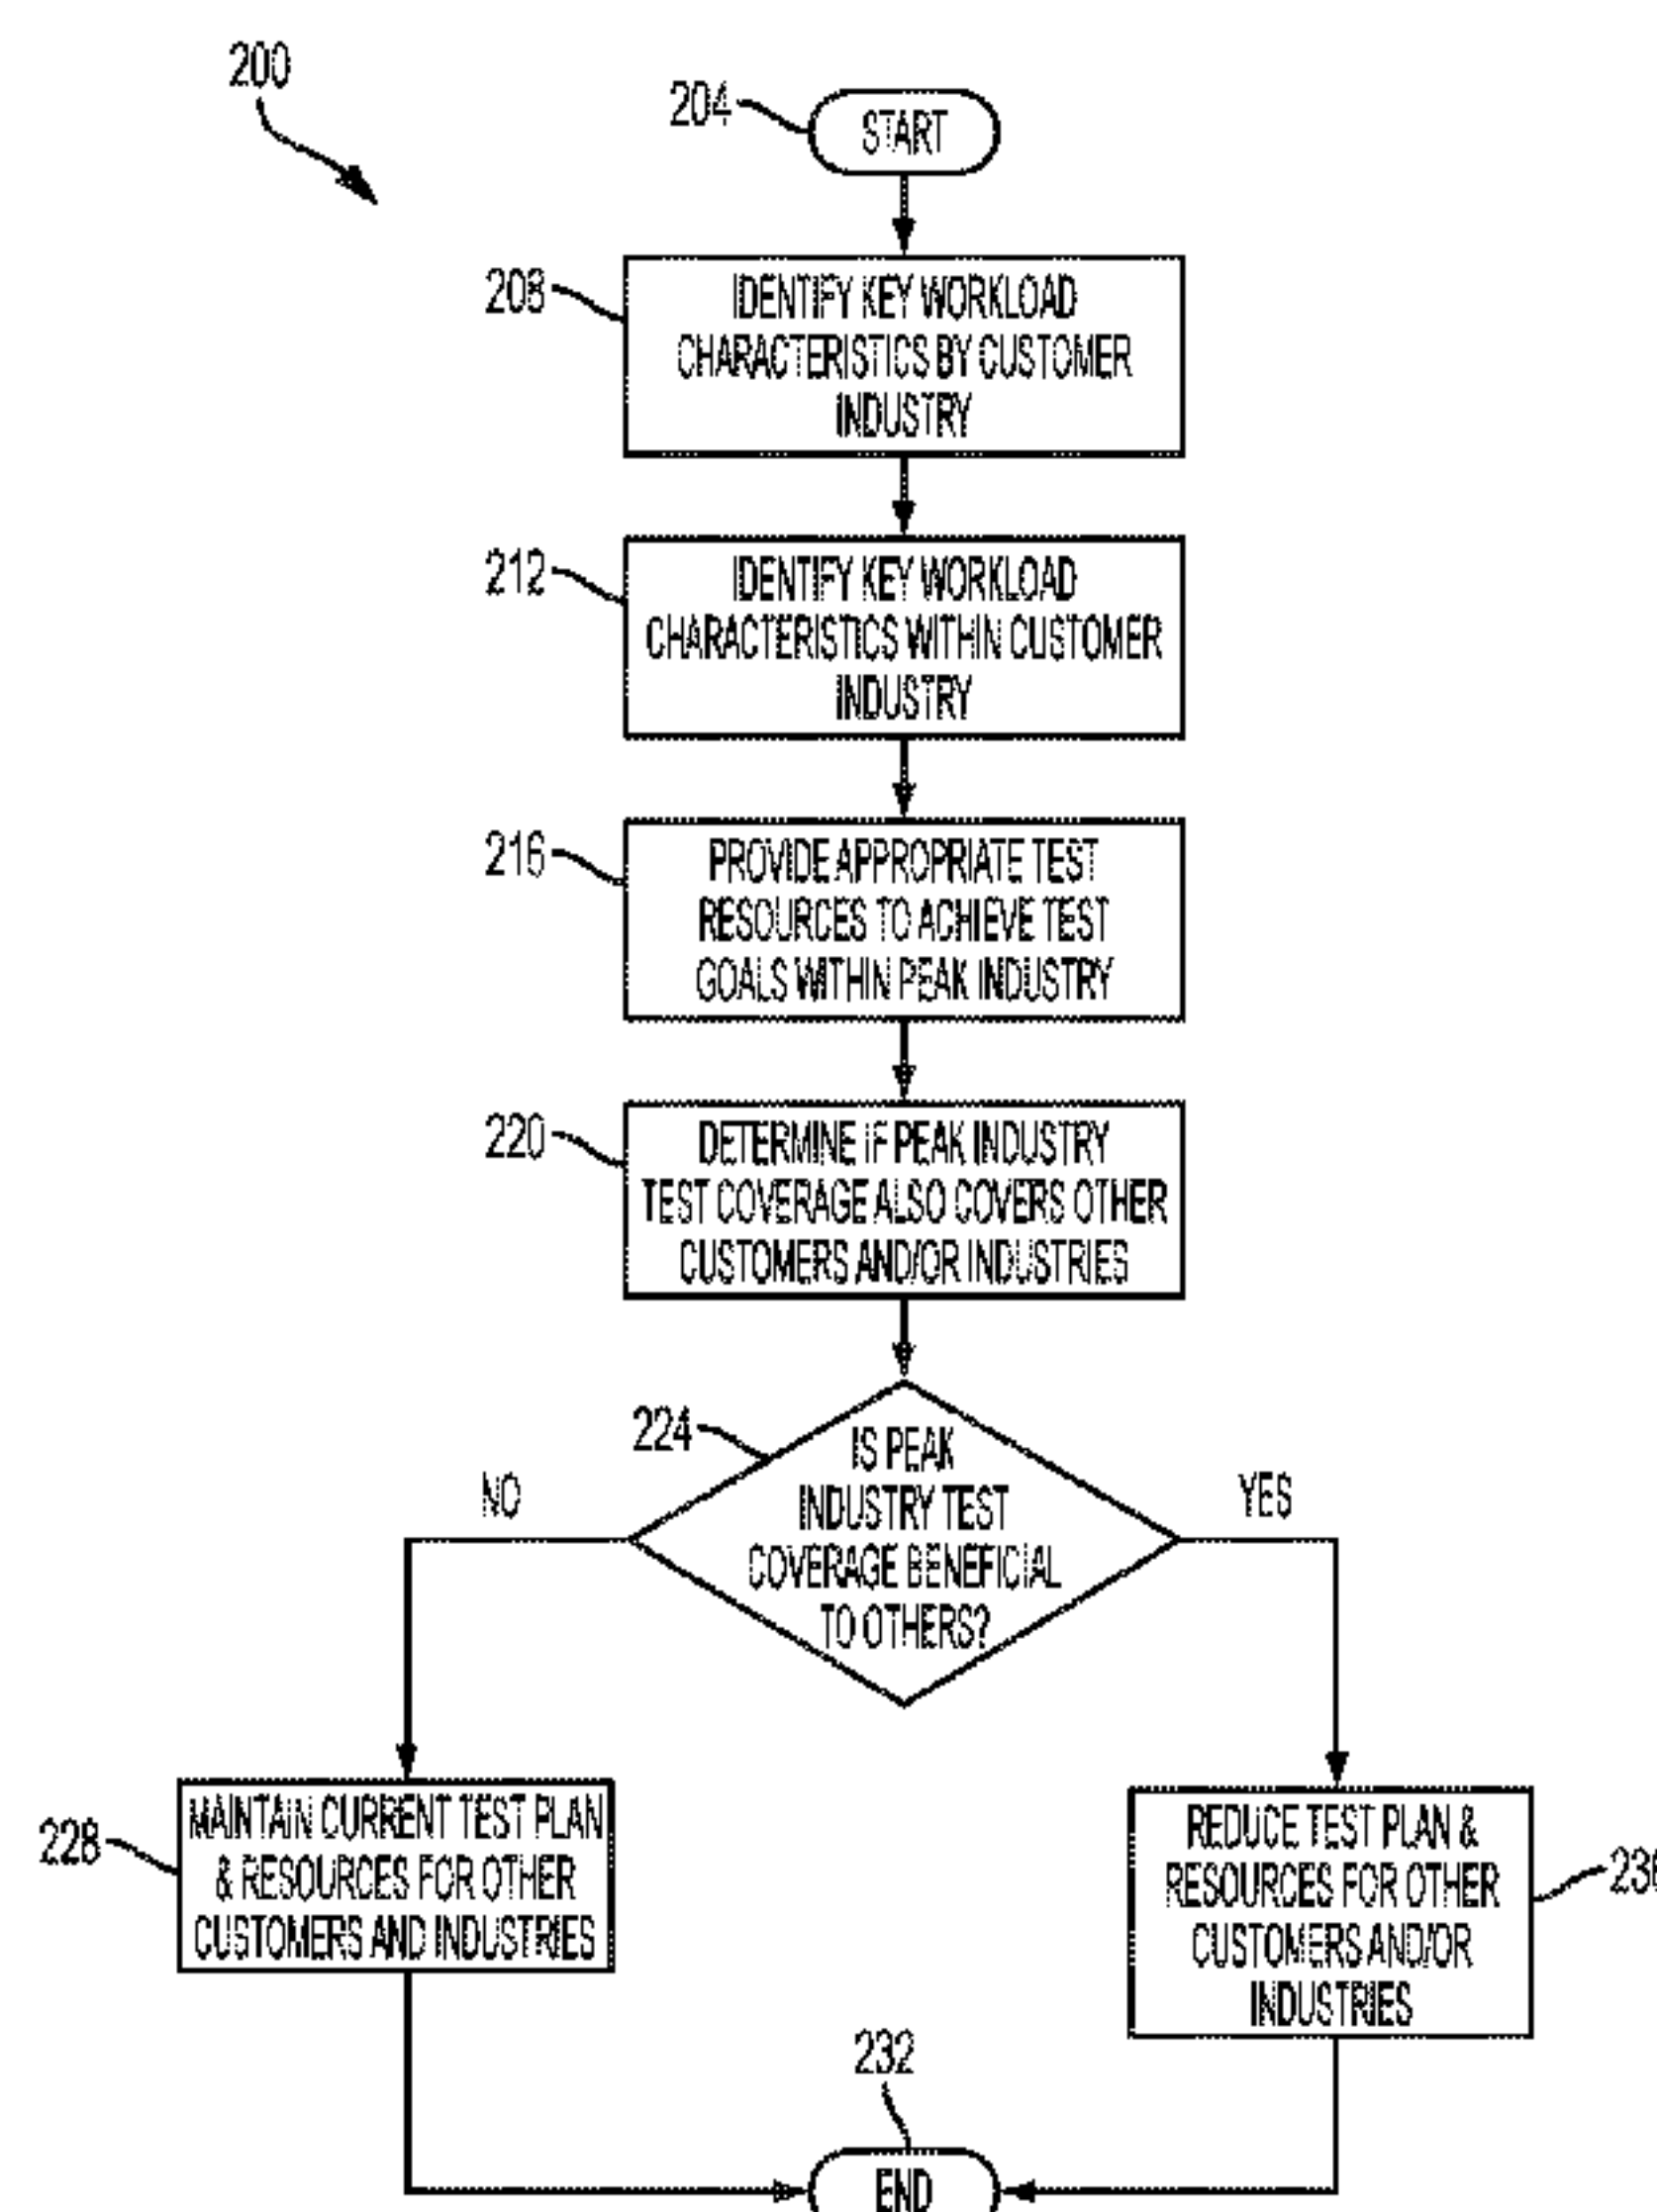 200
204
START
208
IDENTIFY KEY WORKLOAD
CHARACTERISTICS BY CUSTOMER
INDUSTRY
212
IDENTIFY KEY WORKLOAD
CHARACTERISTICS WITHIN CUSTOMER
INDUSTRY
216
PROVIDE APPROPRIATE TEST
RESOURCES TO ACHIEVE TEST
GOALS WITHIN PEAK INDUSTRY
220
DETERMINE IF PEAK INDUSTRY
TEST COVERAGE ALSO COVERS OTHER
CUSTOMERS AND/OR INDUSTRIES
224
IS PEAK
INDUSTRY TEST
COVERAGE BENEFICIAL
TO OTHERS?
NO
YES
228
MAINTAIN CURRENT TEST PLAN
& RESOURCES FOR OTHER
CUSTOMERS AND INDUSTRIES
REDUCE TEST PLAN &
RESOURCES FOR OTHER
CUSTOMERS AND/OR
INDUSTRIES
232
END